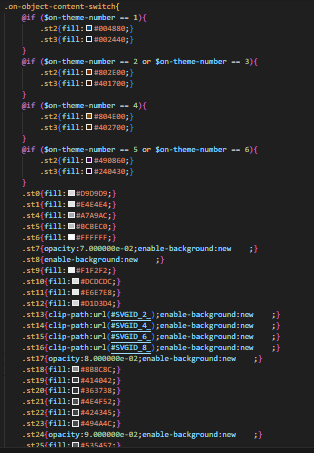 .on-object-content-switch{
@if ($on-theme-number == 1){
.st2{fill:#004880;}
.st3{fill:#002440;}
}
@if ($on-theme-number == 2 or $on-theme-number == 3){
.st2{fill:#802E00;}
.st3{fill:#401700;}
}
@if ($on-theme-number == 4){
.st2{fill:#804E00;}
.st3{fill:#402700;}
}
@if ($on-theme-number == 5 or $on-theme-number == 6){
.st2{fill:#490860;}
.st3{fill:#240430;}
}
.st0{fill:#D9D9D9;}
.st1{fill:#E4E4E4;}
.st4{fill:#A7A9AC;}
.st5{fill:#BCBEC0;}
.st6{fill:#FFFFFF;}
.st7{opacity:7.000000e-02;enable-background:new    ;}
.st8{enable-background:new    ;}
.st9{fill:#F1F2F2;}
.st10{fill:#DCDCDC;}
.st11{fill:#E6E7E8;}
.st12{fill:#D1D3D4;}
.st13{clip-path:url(#SVGID_2_);enable-background:new    ;}
.st14{clip-path:url(#SVGID_4_);enable-background:new    ;}
.st15{clip-path:url(#SVGID_6_);enable-background:new    ;}
.st16{clip-path:url(#SVGID_8_);enable-background:new    ;}
.st17{opacity:8.000000e-02;enable-background:new    ;}
.st18{fill:#8B8C8C;}
.st19{fill:#414042;}
.st20{fill:#363738;}
.st21{fill:#4E4F52;}
.st22{fill:#424345;}
.st23{fill:#494A4C;}
.st24{opacity:9.000000e-02;enable-background:new    ;}
.st25{fill:#535457;}